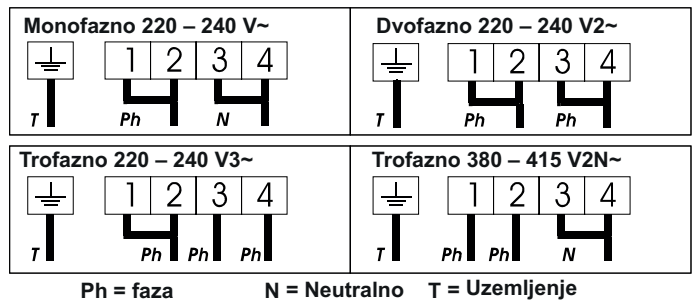 Monofazno 220 – 240 V~
1 2 3 4
T Ph N
Dvofazno 220 – 240 V2~
1 2 3 4
T Ph Ph
Trofazno 220 – 240 V3~
1 2 3 4
T Ph Ph Ph
Trofazno 380 – 415 V2N~
1 2 3 4
T Ph Ph N
Ph = faza N = Neutralno T = Uzemljenje